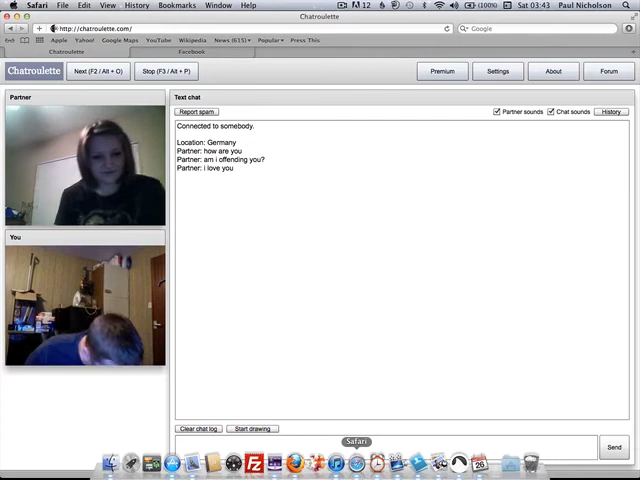 Safari File Edit View History Bookmarks Window Help 12 (100%) Sat 03:43 Paul Nicholson
Chatroulette
http://chatroulette.com/ Google
Apple Yahoo! Google Maps YouTube Wikipedia News (615) Popular Press This
Chatroulette Facebook
Chatroulette Next (F2 / Alt + O) Stop (F3 / Alt + P) Premium Settings About Forum
Partner
Text chat
Report spam Partner sounds Chat sounds History
Connected to somebody.
Location: Germany
Partner: how are you
Partner: am i offending you?
Partner: i love you
You
Clear chat log Start drawing
Safari
Send
26